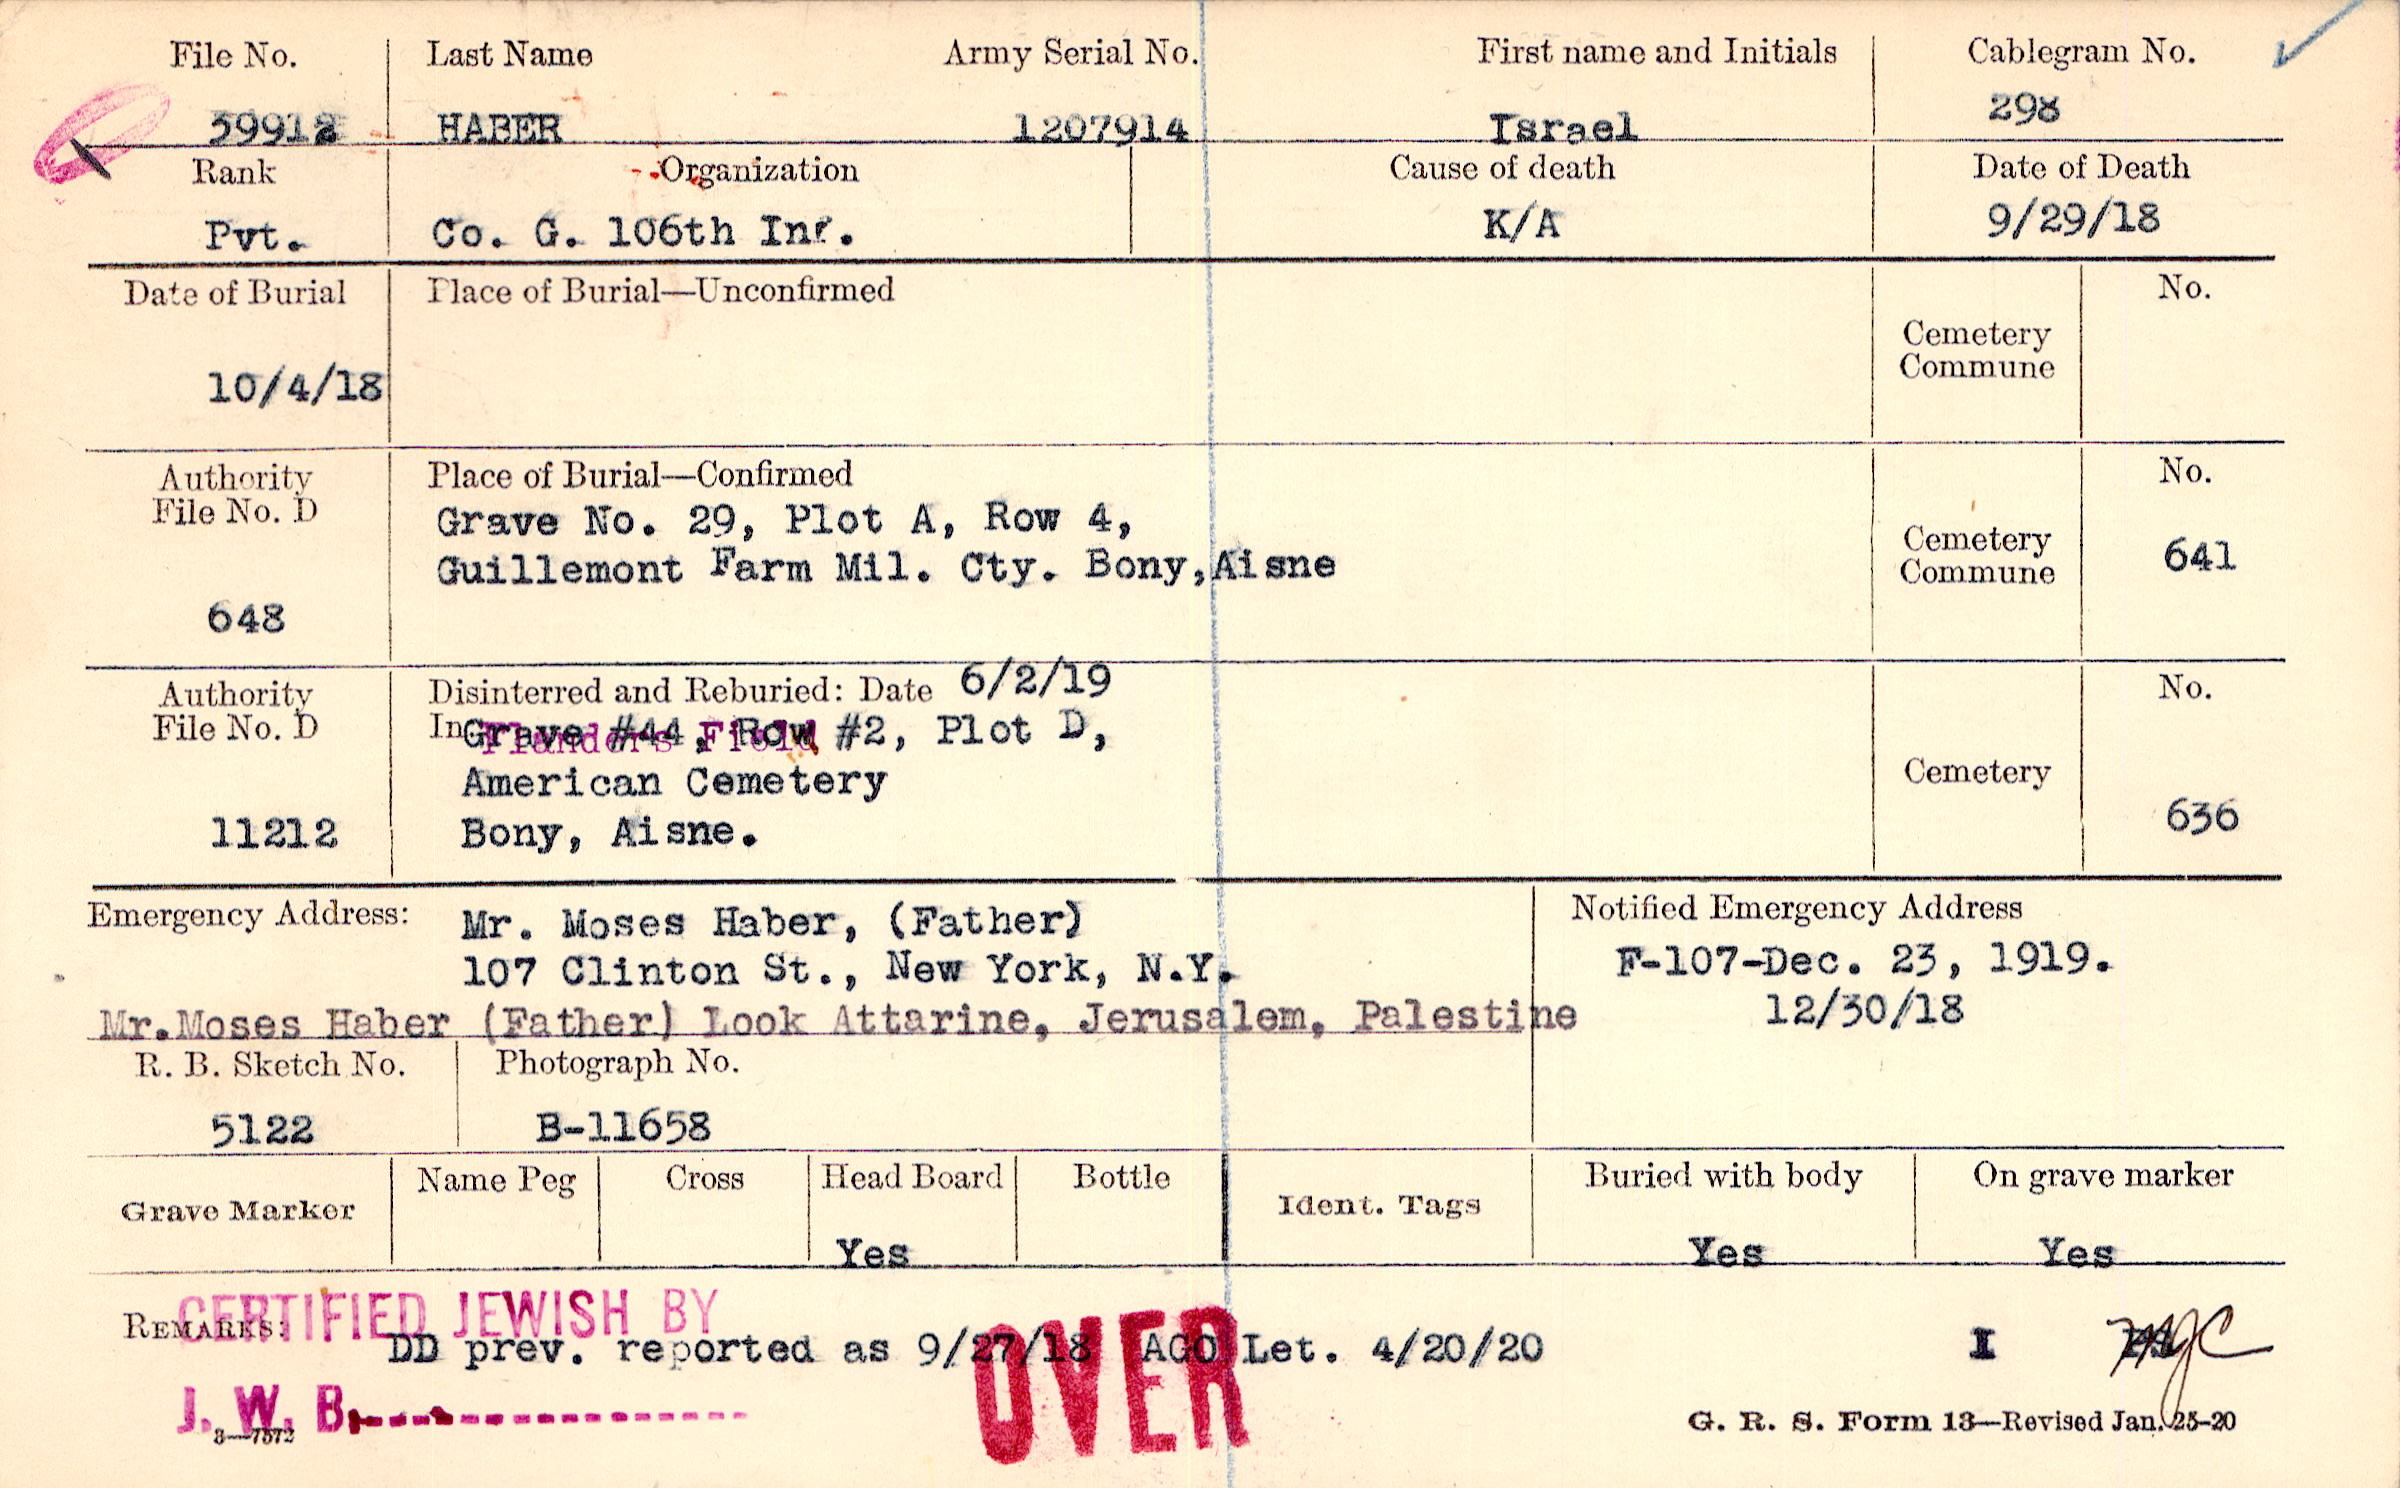 File No. Last Name Army Serial No. First name and Initials Cablegram No.
59912 HABER 1207914 Israel 298
Rank Organization Cause of death Date of Death
Pvt. Co. G. 106th Inf. K/A 9/29/18
Date of Burial Place of Burial—Unconfirmed No.
Cemetery
Commune
10/4/18
Authority Place of Burial—Confirmed No.
File No. D Grave No. 29, Plot A, Row 4,
Guillemont Farm Mil. Cty. Bony, Aisne Cemetery
Commune 641
648
Authority Disinterred and Reburied: Date 6/2/19 No.
File No. D In Grave #44, Row #2, Plot D,
Flanders Field
American Cemetery Cemetery
11212 Bony, Aisne. 636
Emergency Address: Mr. Moses Haber, (Father) Notified Emergency Address
107 Clinton St., New York, N.Y. F-107-Dec. 23, 1919.
Mr.Moses Haber (Father) Look Attarine, Jerusalem, Palestine 12/30/18
R. B. Sketch No. Photograph No.
5122 B-11658
Grave Marker Name Peg Cross Head Board Bottle Ident. Tags Buried with body On grave marker
Yes Yes Yes
CERTIFIED JEWISH BY
REMARKS: DD prev. reported as 9/27/18 AGO Let. 4/20/20 I
OVER
J. W. B.
3—7572 G. R. S. Form 13—Revised Jan. 25-20